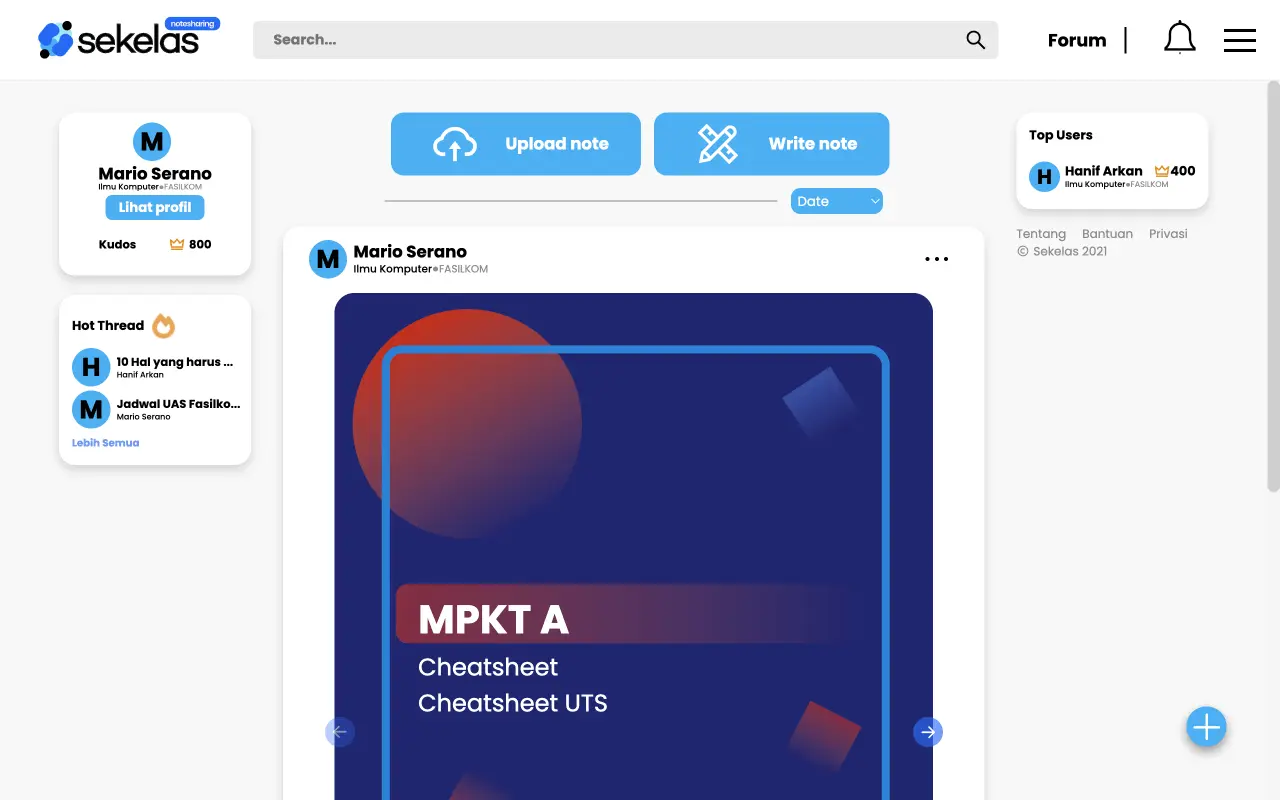 notesharing
sekelas
Search...
Forum
M
Mario Serano
Ilmu Komputer•FASILKOM
Lihat profil
Kudos 800
Hot Thread
H
10 Hal yang harus ...
Hanif Arkan
M
Jadwal UAS Fasilko...
Mario Serano
Lebih Semua
Upload note
Write note
Date
M
Mario Serano
Ilmu Komputer•FASILKOM
MPKT A
Cheatsheet
Cheatsheet UTS
Top Users
H
Hanif Arkan 400
Ilmu Komputer•FASILKOM
Tentang Bantuan Privasi
© Sekelas 2021